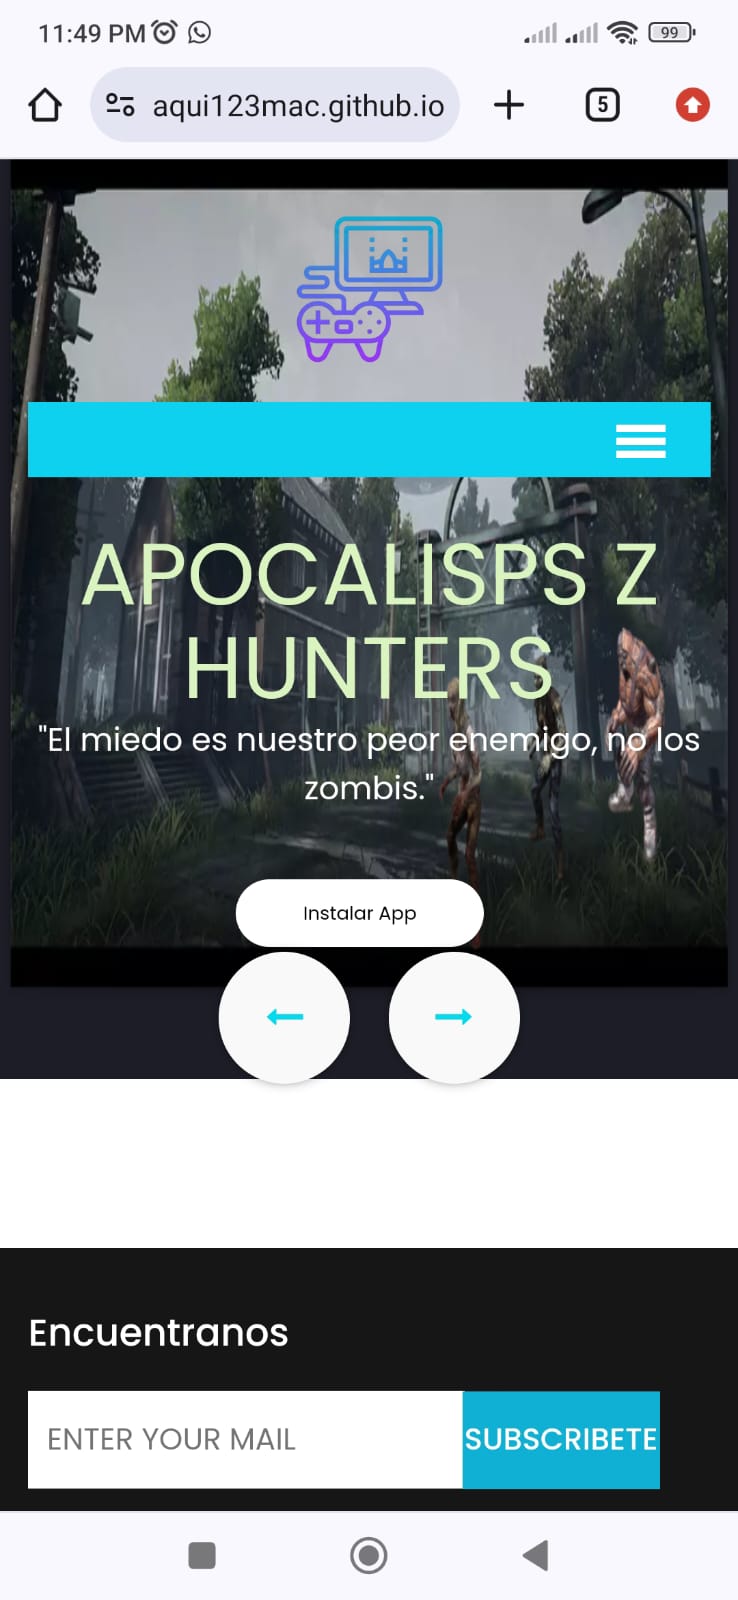 11:49 PM
99
aqui123mac.github.io
5
APOCALISPS Z
HUNTERS
"El miedo es nuestro peor enemigo, no los
zombis."
Instalar App
Encuentranos
ENTER YOUR MAIL
SUBSCRIBETE